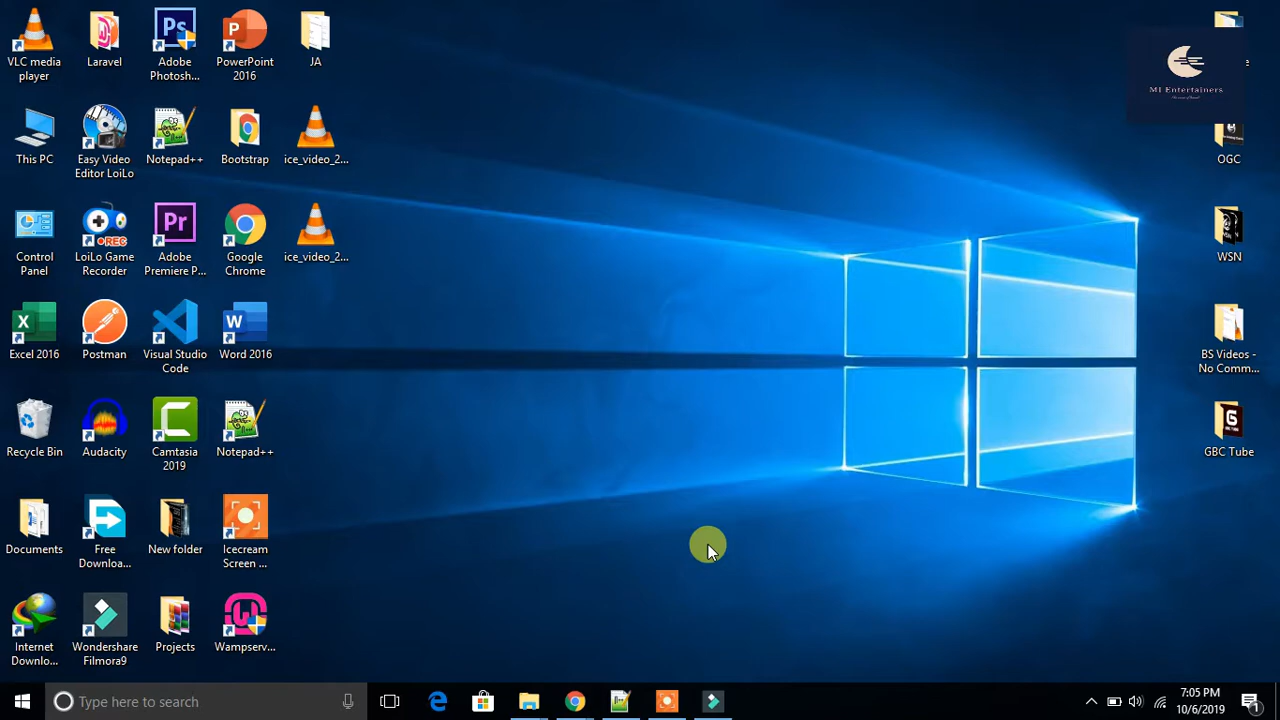 VLC media
player
Laravel
Adobe
Photosh...
PowerPoint
2016
JA
This PC
Easy Video
Editor LoiLo
Notepad++
Bootstrap
ice_video_2...
Control
Panel
LoiLo Game
Recorder
Adobe
Premiere P...
Google
Chrome
ice_video_2...
Excel 2016
Postman
Visual Studio
Code
Word 2016
Recycle Bin
Audacity
Camtasia
2019
Notepad++
Documents
Free
Downloa...
New folder
Icecream
Screen ...
Internet
Downlo...
Wondershare
Filmora9
Projects
Wampserv...
MI Entertainers
OGC
WSN
BS Videos -
No Comm...
GBC Tube
Type here to search
7:05 PM
10/6/2019